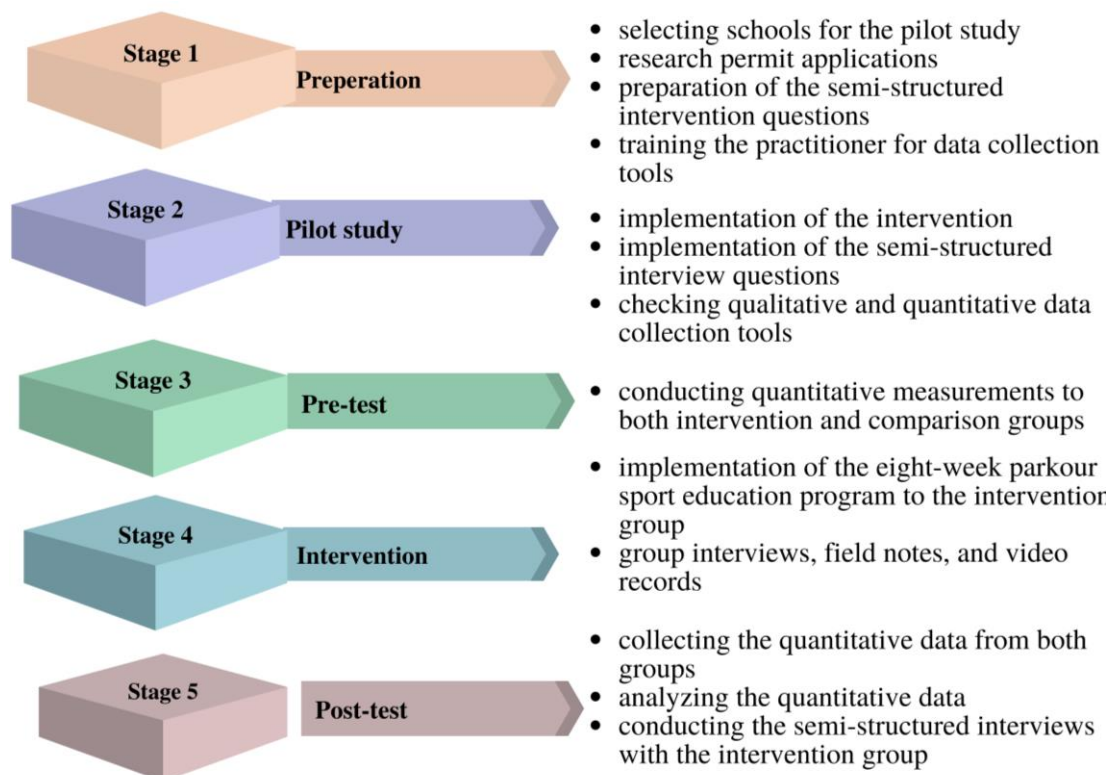 Stage 1
Preperation
• selecting schools for the pilot study
• research permit applications
• preparation of the semi-structured
intervention questions
• training the practitioner for data collection
tools
Stage 2
Pilot study
• implementation of the intervention
• implementation of the semi-structured
interview questions
• checking qualitative and quantitative data
collection tools
Stage 3
Pre-test
• conducting quantitative measurements to
both intervention and comparison groups
Stage 4
Intervention
• implementation of the eight-week parkour
sport education program to the intervention
group
• group interviews, field notes, and video
records
Stage 5
Post-test
• collecting the quantitative data from both
groups
• analyzing the quantitative data
• conducting the semi-structured interviews
with the intervention group